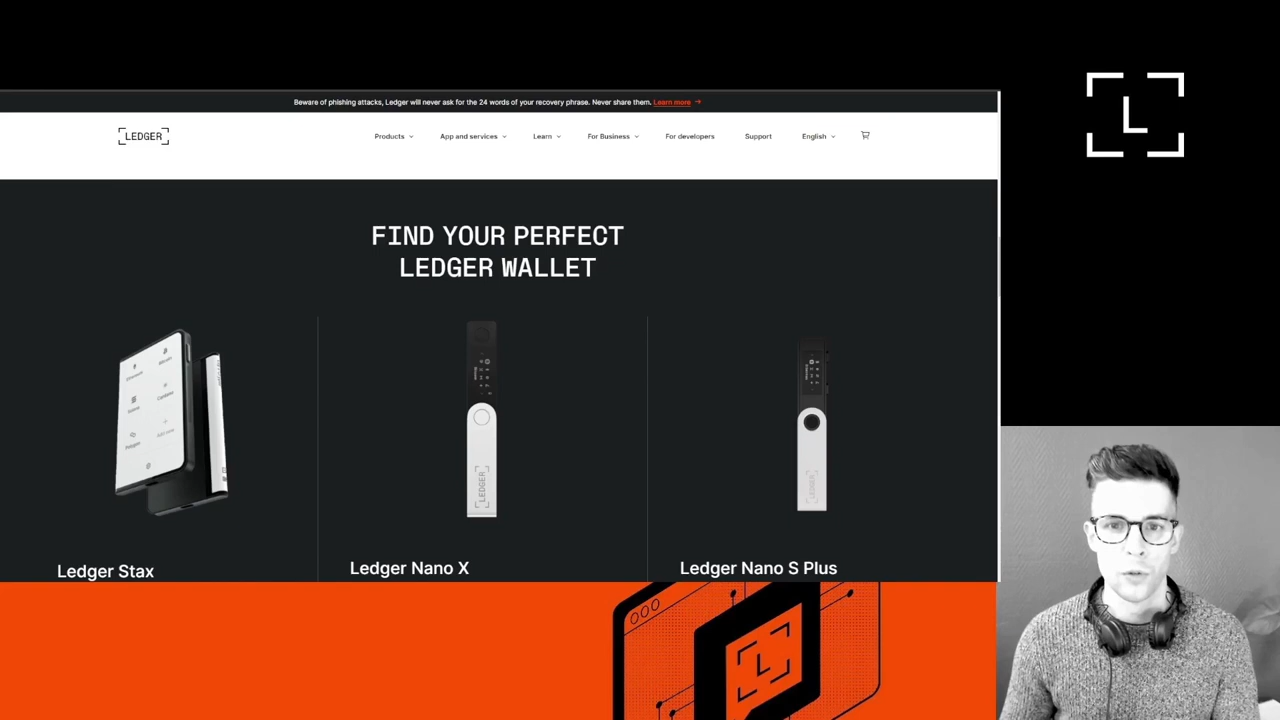 Beware of phishing attacks, Ledger will never ask for the 24 words of your recovery phrase. Never share them. Learn more →
LEDGER
Products
App and services
Learn
For Business
For developers
Support
English
FIND YOUR PERFECT
LEDGER WALLET
LEDGER
LEDGER
Ledger Stax
Ledger Nano X
Ledger Nano S Plus
L
L